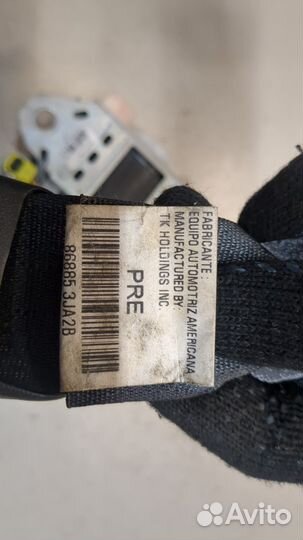 FABRICANTE :
EQUIPO AUTOMOTRIZ AMERICANA
MANUFACTURED BY:
TK HOLDINGS INC.
PRE
86885 3JA2B
Avito